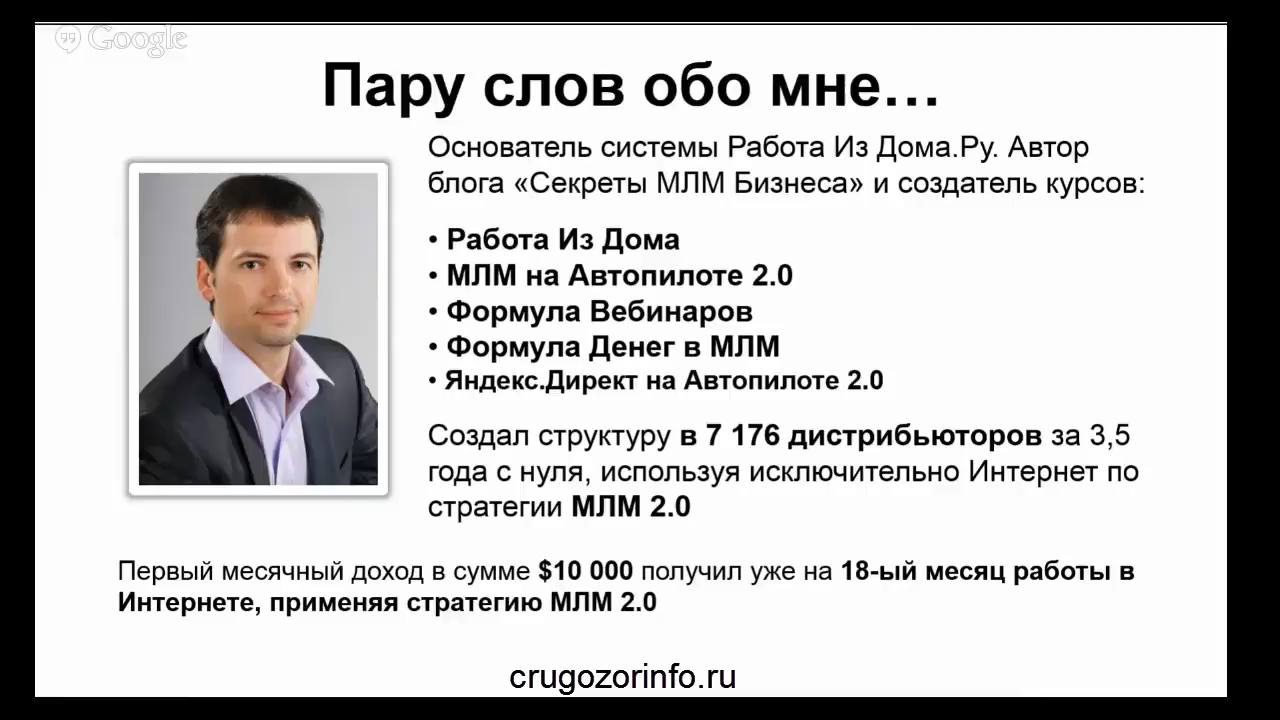 Google
Пару слов обо мне…
Основатель системы Работа Из Дома.Ру. Автор
блога «Секреты МЛМ Бизнеса» и создатель курсов:
• Работа Из Дома
• МЛМ на Автопилоте 2.0
• Формула Вебинаров
• Формула Денег в МЛМ
• Яндекс.Директ на Автопилоте 2.0
Создал структуру в 7 176 дистрибьюторов за 3,5
года с нуля, используя исключительно Интернет по
стратегии МЛМ 2.0
Первый месячный доход в сумме $10 000 получил уже на 18-ый месяц работы в
Интернете, применяя стратегию МЛМ 2.0
crugozorinfo.ru